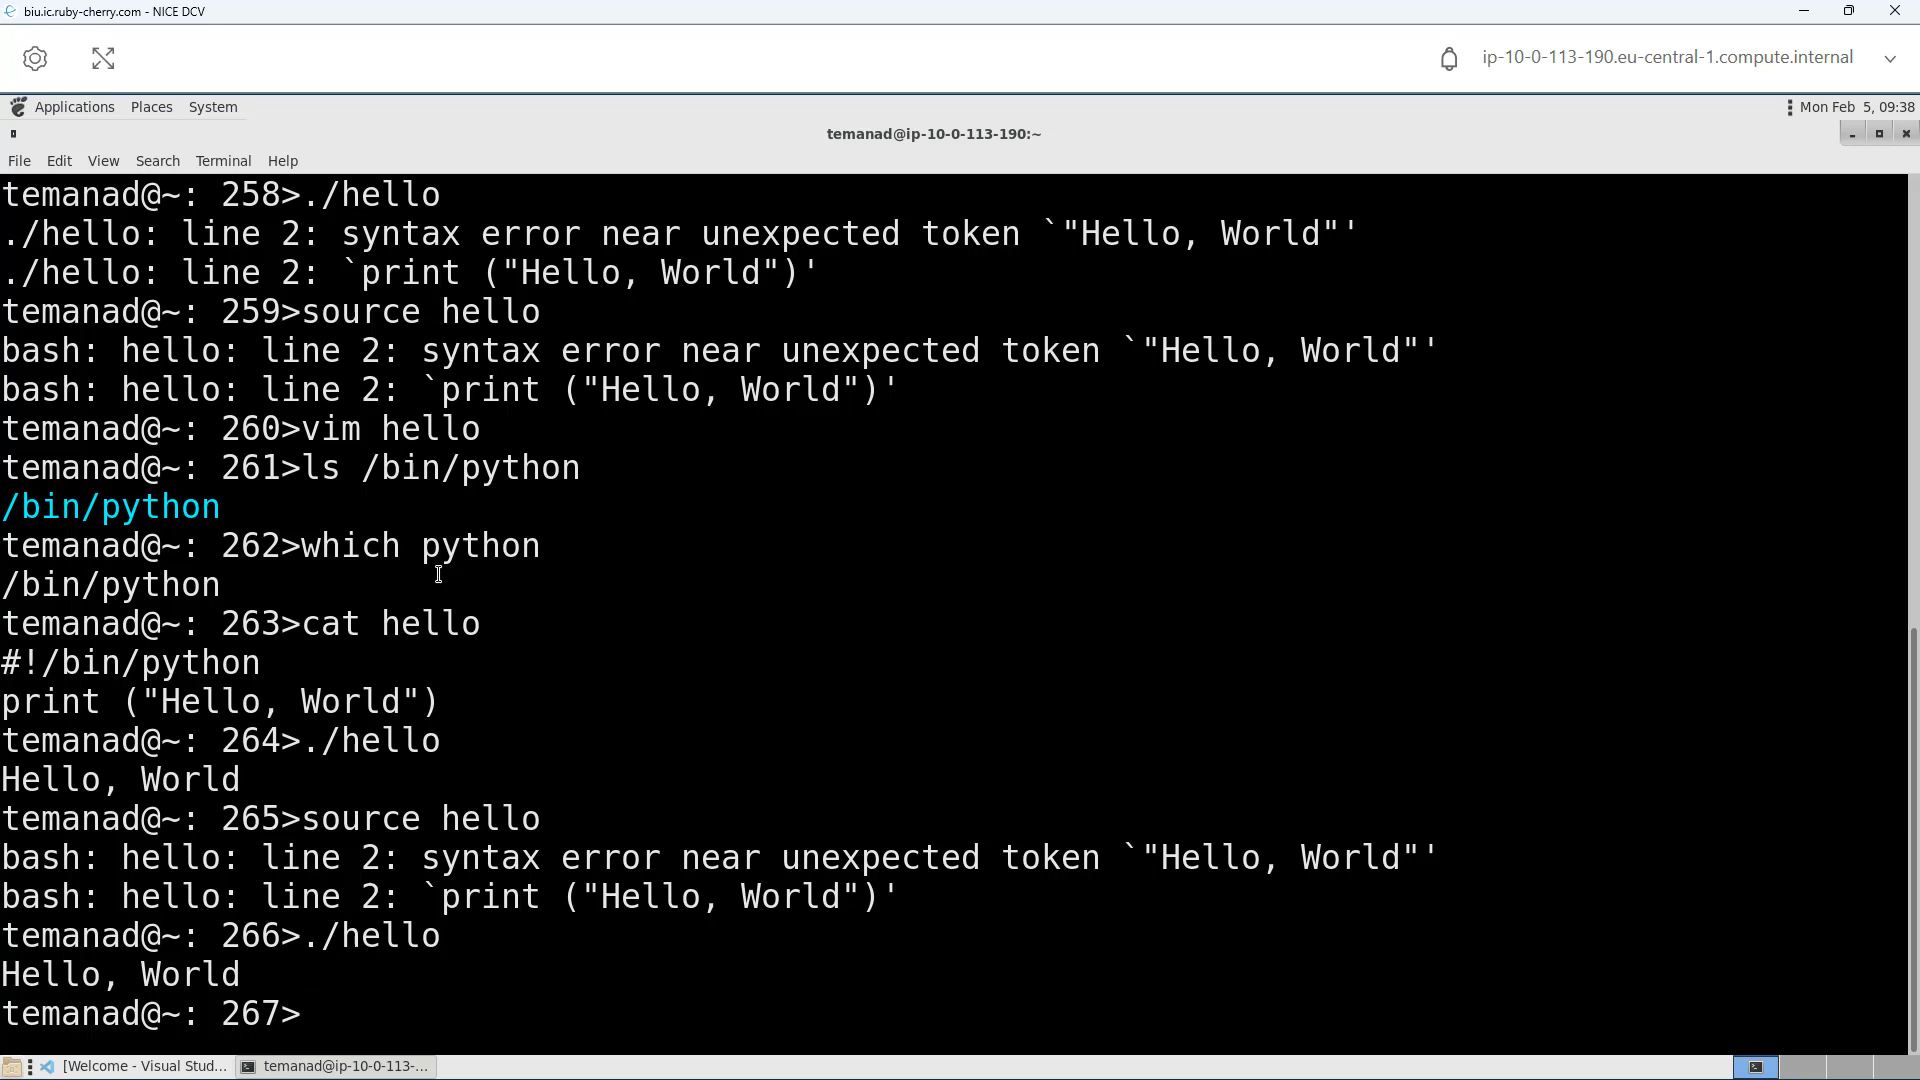 biu.ic.ruby-cherry.com - NICE DCV
ip-10-0-113-190.eu-central-1.compute.internal
Applications Places System Mon Feb 5, 09:38
temanad@ip-10-0-113-190:~
File Edit View Search Terminal Help
temanad@~: 258>./hello
./hello: line 2: syntax error near unexpected token `"Hello, World"'
./hello: line 2: `print ("Hello, World")'
temanad@~: 259>source hello
bash: hello: line 2: syntax error near unexpected token `"Hello, World"'
bash: hello: line 2: `print ("Hello, World")'
temanad@~: 260>vim hello
temanad@~: 261>ls /bin/python
/bin/python
temanad@~: 262>which python
/bin/python
temanad@~: 263>cat hello
#!/bin/python
print ("Hello, World")
temanad@~: 264>./hello
Hello, World
temanad@~: 265>source hello
bash: hello: line 2: syntax error near unexpected token `"Hello, World"'
bash: hello: line 2: `print ("Hello, World")'
temanad@~: 266>./hello
Hello, World
temanad@~: 267>
[Welcome - Visual Stud... temanad@ip-10-0-113-...